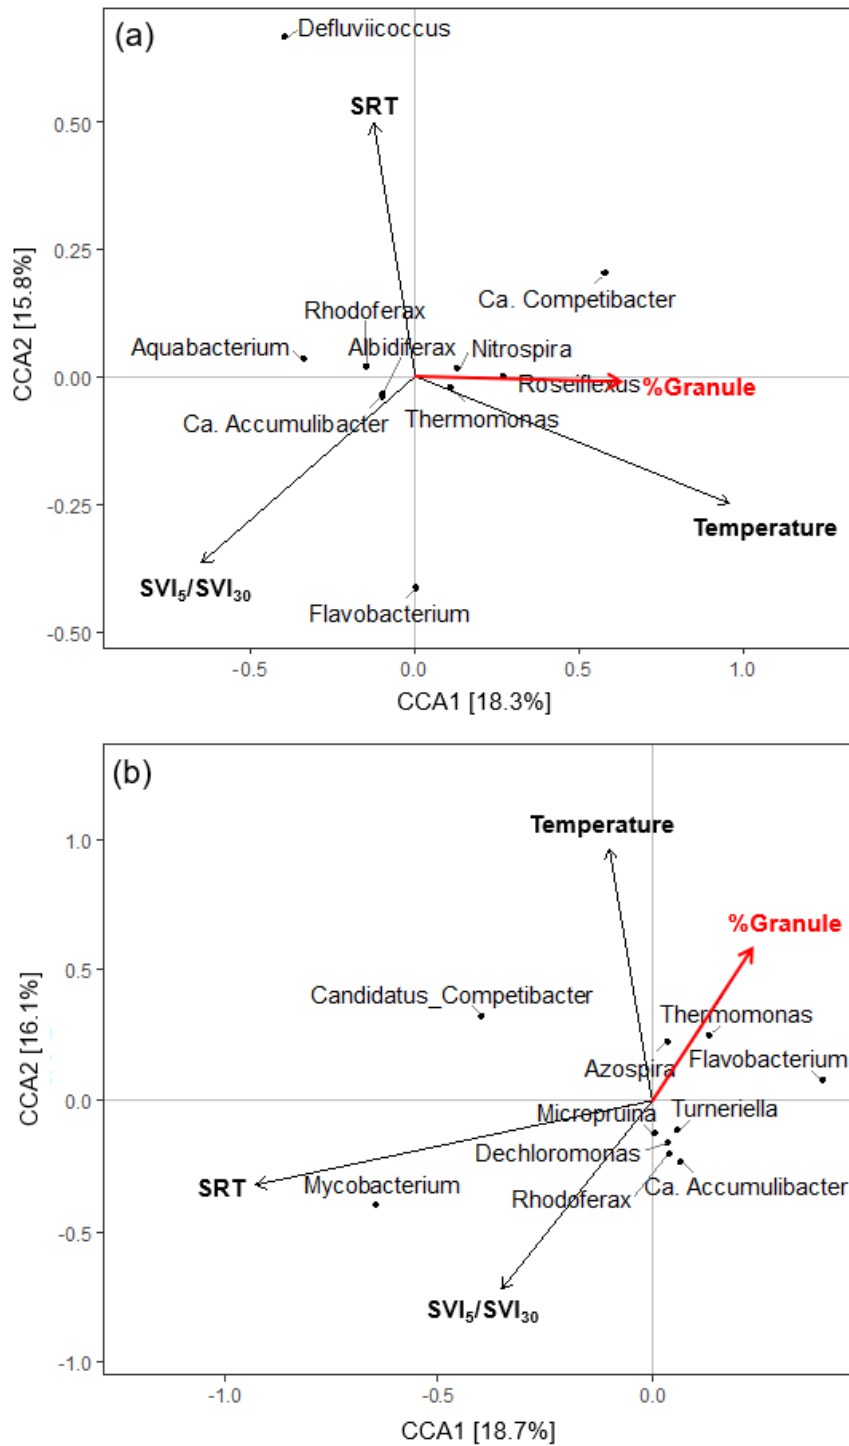 (a)
Defluviicoccus
SRT
0.50
0.25
Ca. Competibacter
Rhodoferax
Aquabacterium
Albidiferax
Nitrospira
0.00
Roseiflexus
%Granule
Ca. Accumulibacter
Thermomonas
-0.25
Temperature
SVI5/SVI30
Flavobacterium
-0.50
-0.5
0.0
0.5
1.0
CCA1 [18.3%]
CCA2 [15.8%]
(b)
Temperature
1.0
%Granule
0.5
Candidatus_Competibacter
Thermomonas
Azospira
Flavobacterium
0.0
Micropruina
Turneriella
Dechloromonas
SRT
Mycobacterium
Rhodoferax
Ca. Accumulibacter
-0.5
SVI5/SVI30
-1.0
-1.0
-0.5
0.0
CCA1 [18.7%]
CCA2 [16.1%]